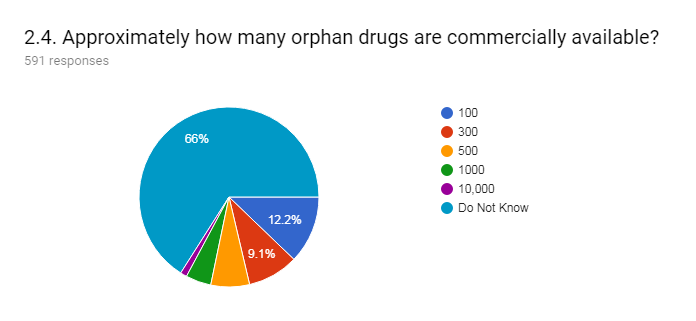 2.4. Approximately how many orphan drugs are commercially available?
591 responses
66%
12.2%
9.1%
100
300
500
1000
10,000
Do Not Know